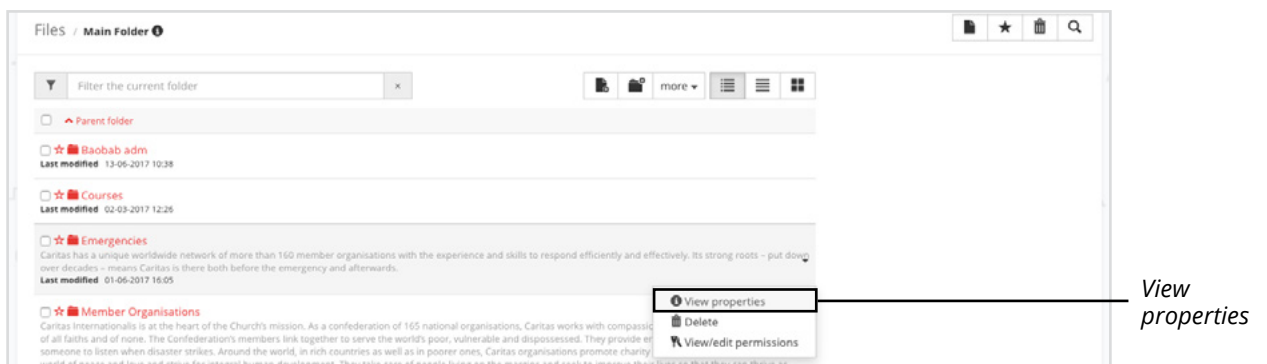 Files / Main Folder
Filter the current folder × more
Parent folder
Baobab adm
Last modified 13-06-2017 10:38
Courses
Last modified 02-03-2017 12:26
Emergencies
Caritas has a unique worldwide network of more than 160 member organisations with the experience and skills to respond efficiently and effectively. Its strong roots – put down
over decades – means Caritas is there both before the emergency and afterwards.
Last modified 01-06-2017 16:05
View properties
View
properties
Member Organisations
Delete
Caritas Internationalis is at the heart of the Church's mission. As a confederation of 165 national organisations, Caritas works with
of all faiths and of none. The Confederation's members link together to serve the world's poor, vulnerable and dispossessed. They provide
View/edit permissions
someone to listen when disaster strikes. Around the world, in rich countries as well as in poorer ones, Caritas organisations promote charity